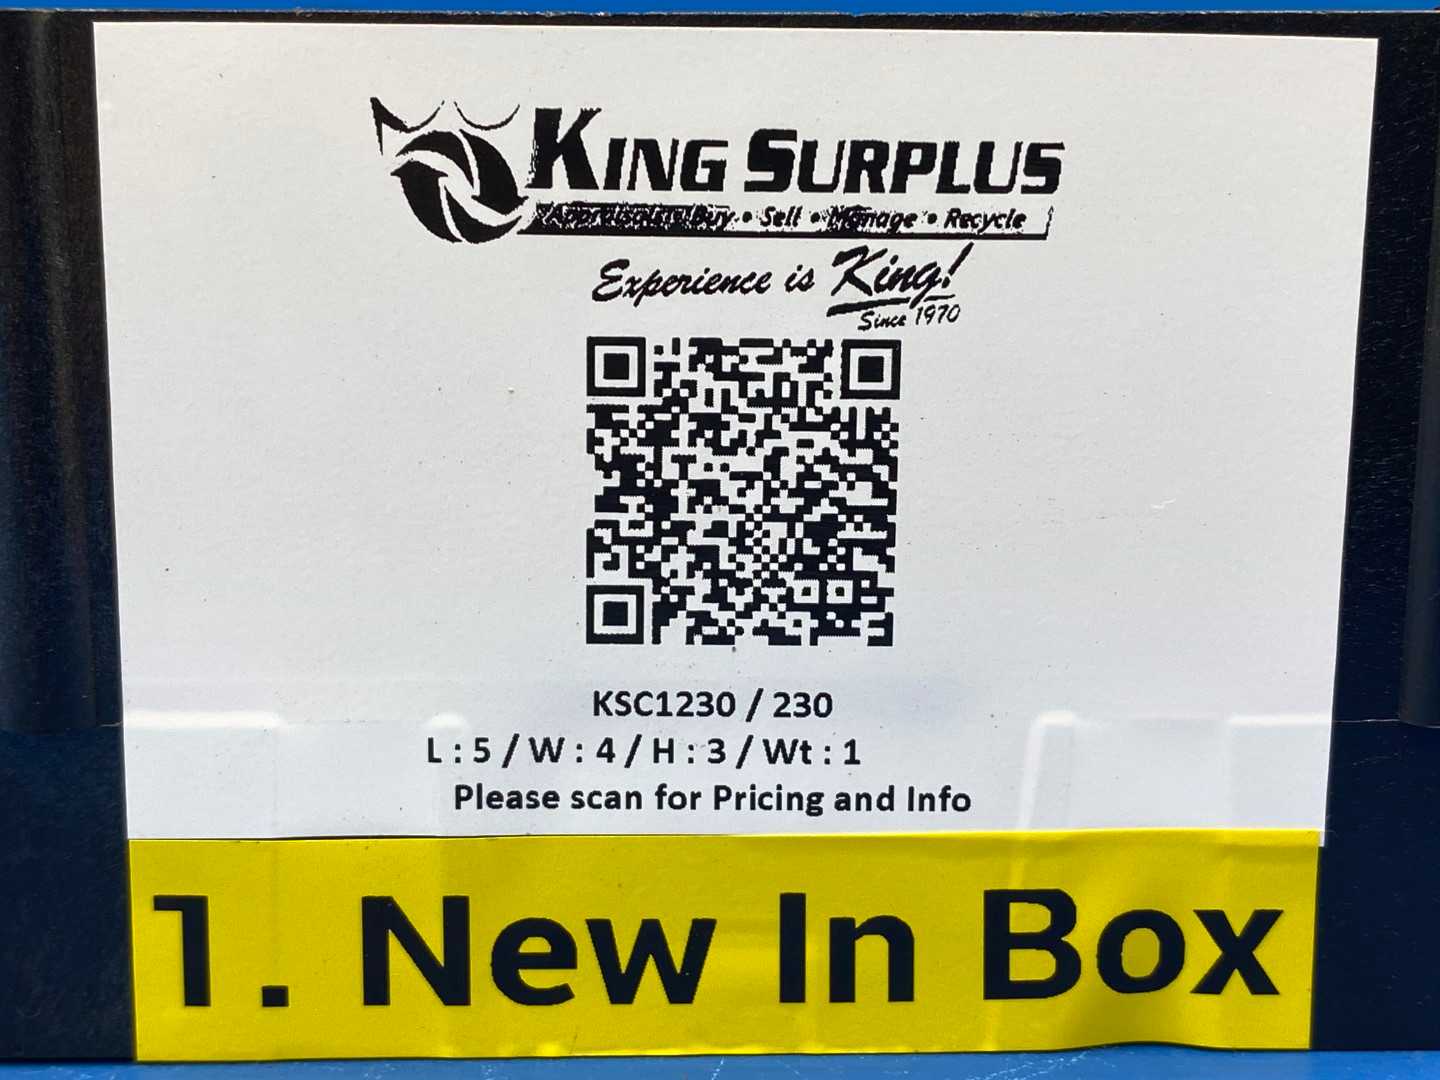 KING SURPLUS
Appraisals • Buy • Sell • Manage • Recycle
Experience is King!
Since 1970
KSC1230 / 230
L : 5 / W : 4 / H : 3 / Wt : 1
Please scan for Pricing and Info
1. New In Box